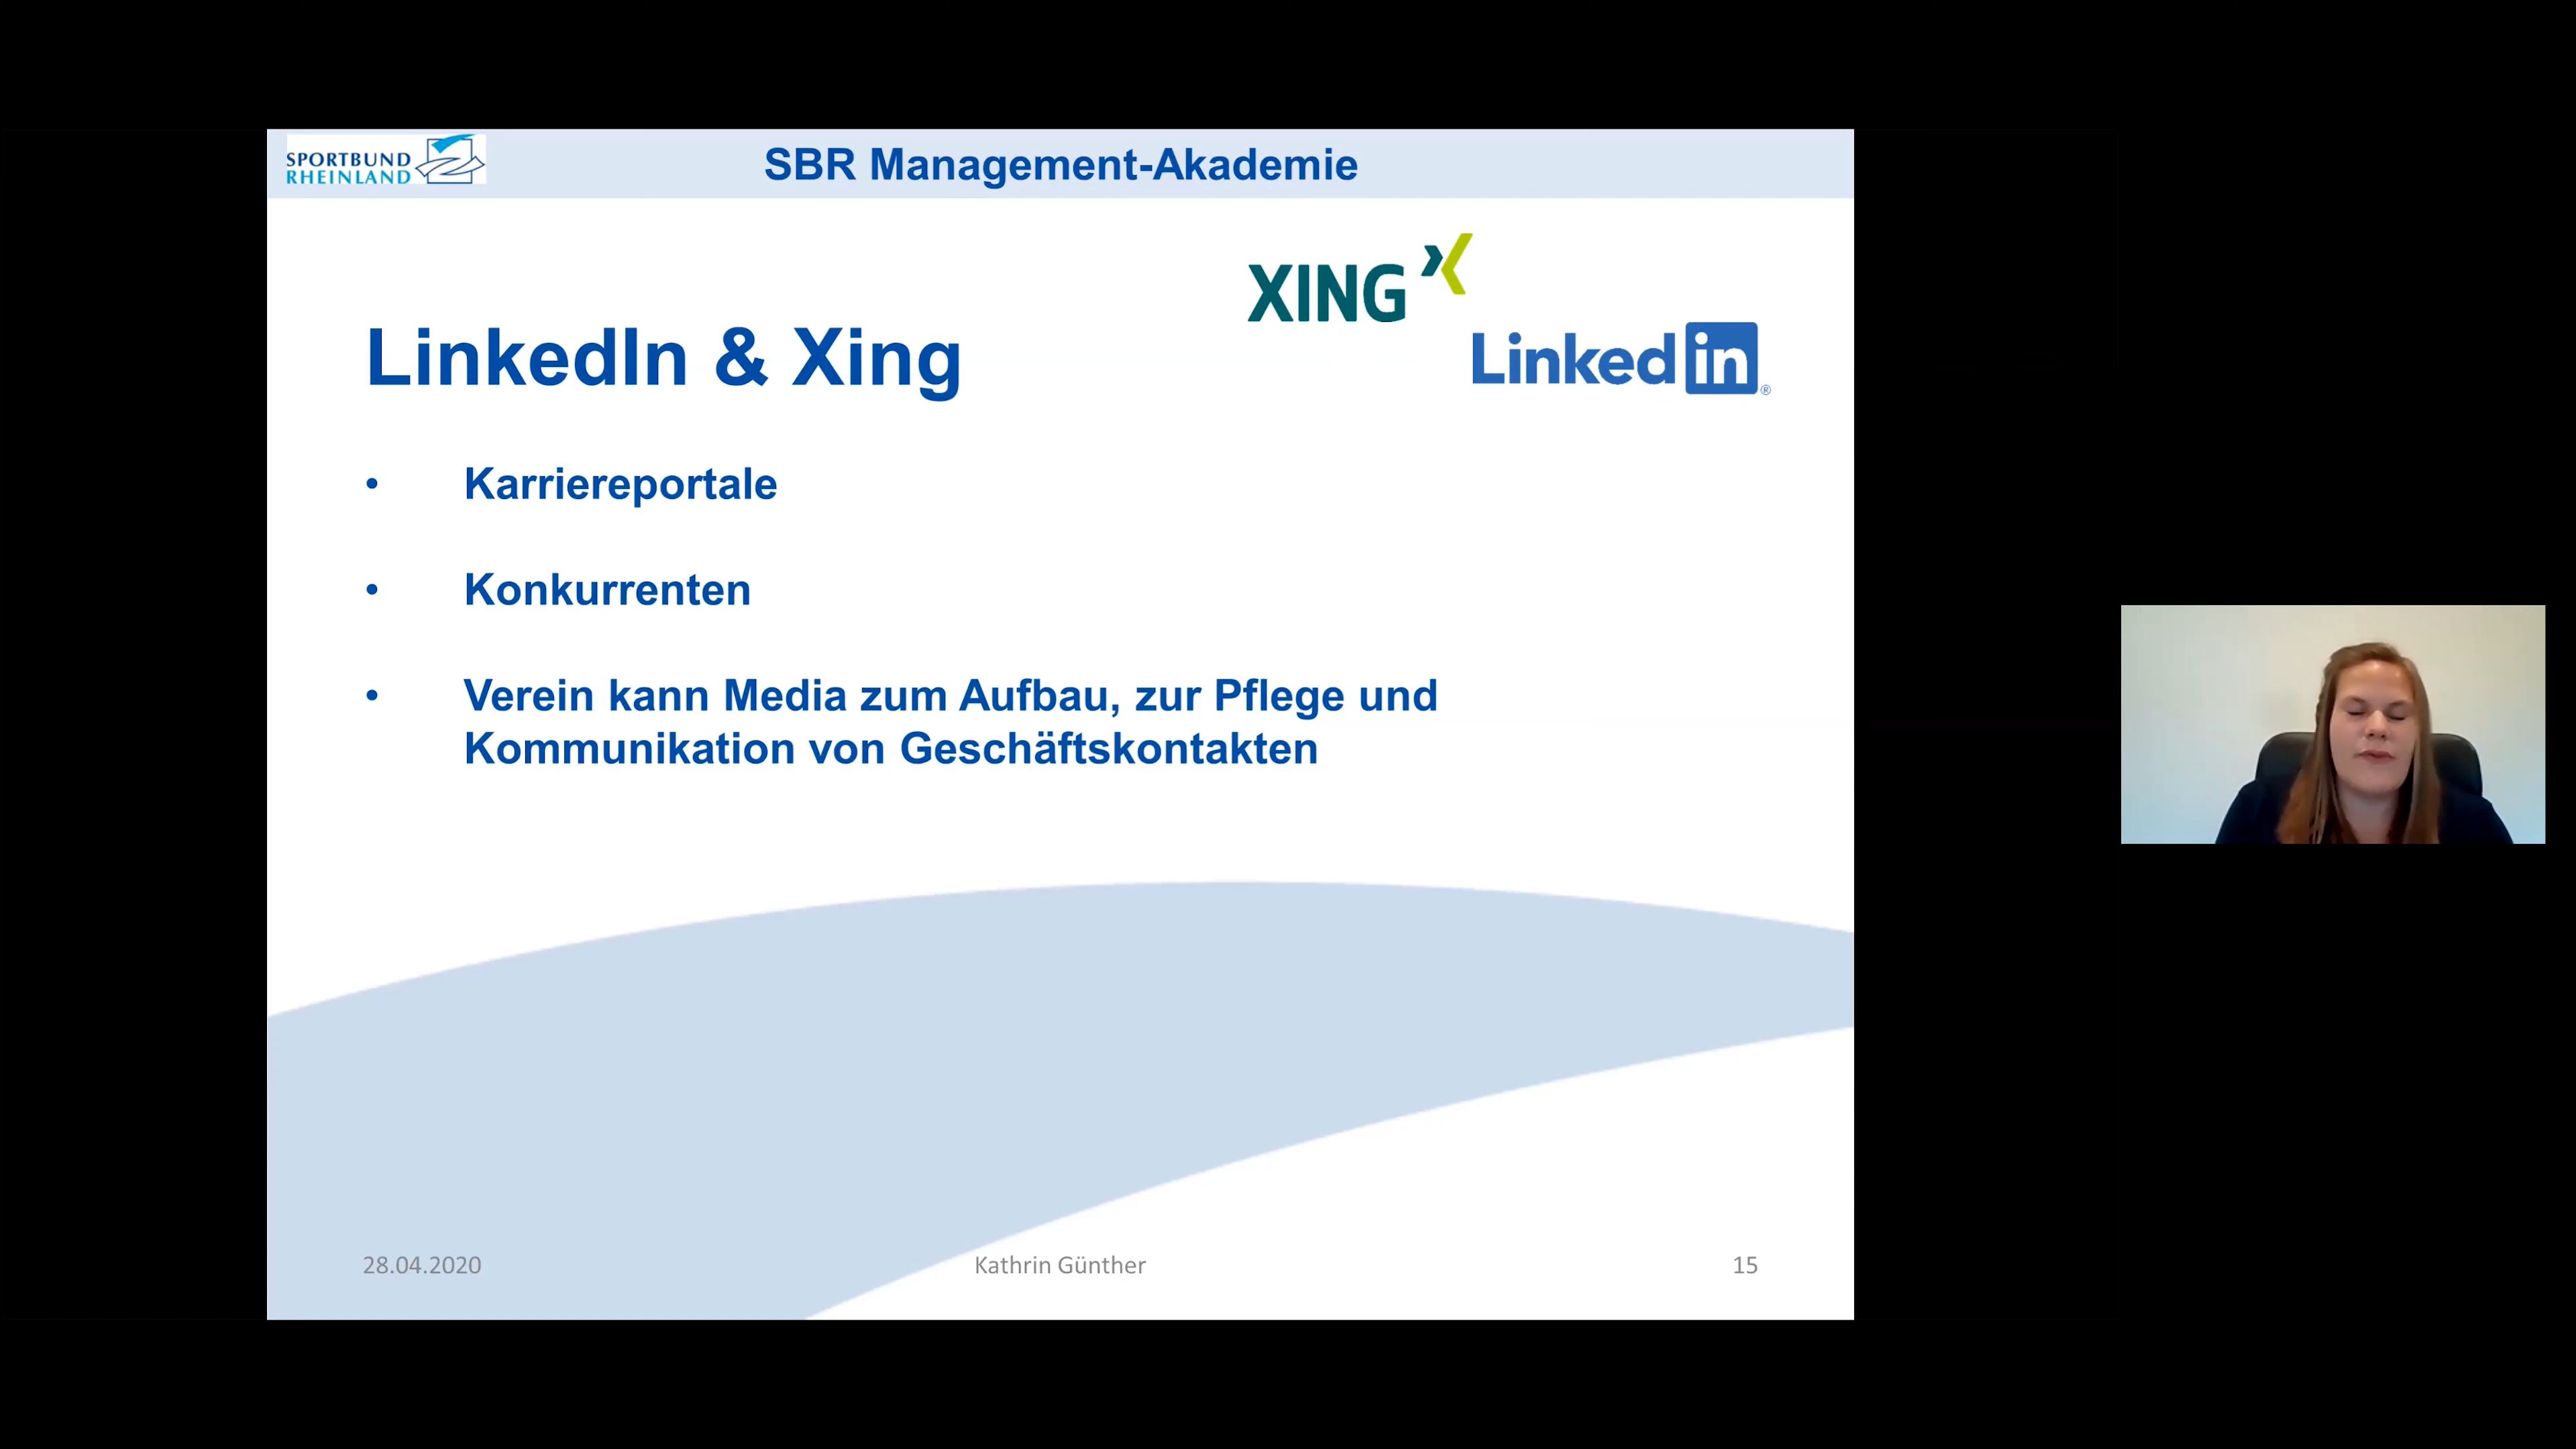 SPORTBUND
RHEINLAND
SBR Management-Akademie
XING
LinkedIn & Xing
Linked in ®
• Karriereportale
• Konkurrenten
• Verein kann Media zum Aufbau, zur Pflege und
Kommunikation von Geschäftskontakten
28.04.2020
Kathrin Günther
15